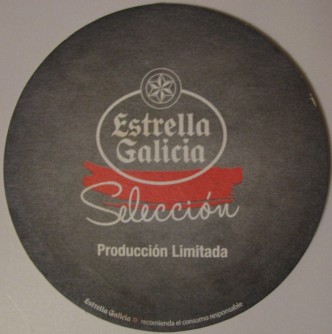 Estrella
Galicia
Selección
Producción Limitada
Estrella Galicia recomienda el consumo responsable